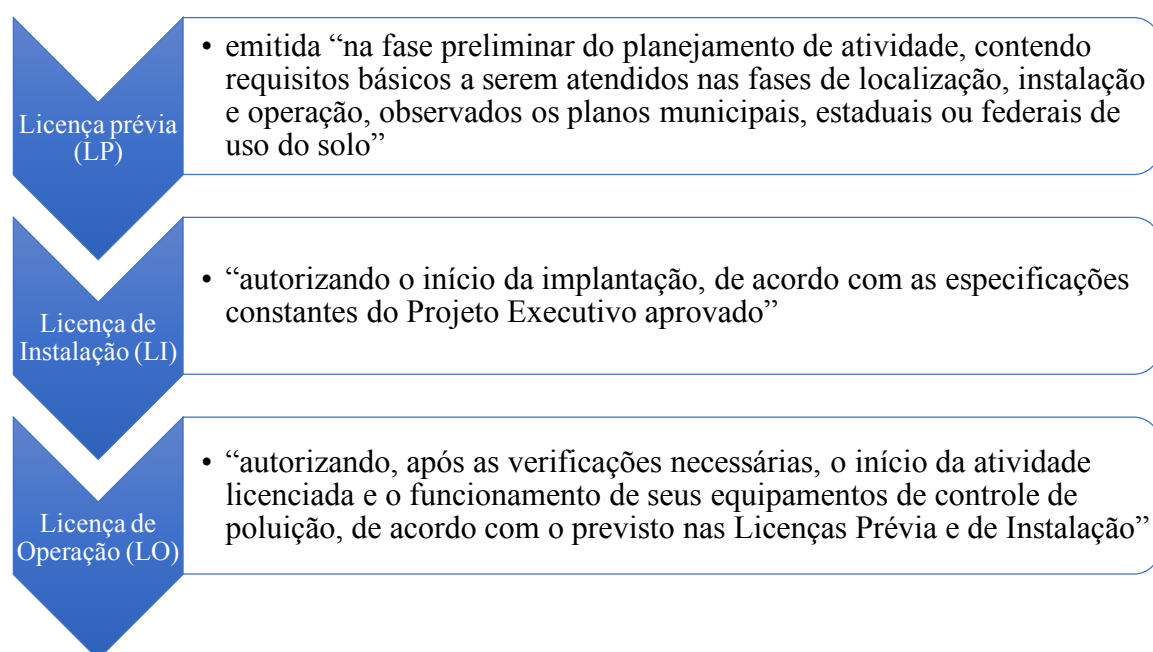 Licença prévia
(LP)
• emitida “na fase preliminar do planejamento de atividade, contendo
requisitos básicos a serem atendidos nas fases de localização, instalação
e operação, observados os planos municipais, estaduais ou federais de
uso do solo”
Licença de
Instalação (LI)
• “autorizando o início da implantação, de acordo com as especificações
constantes do Projeto Executivo aprovado”
Licença de
Operação (LO)
• “autorizando, após as verificações necessárias, o início da atividade
licenciada e o funcionamento de seus equipamentos de controle de
poluição, de acordo com o previsto nas Licenças Prévia e de Instalação”